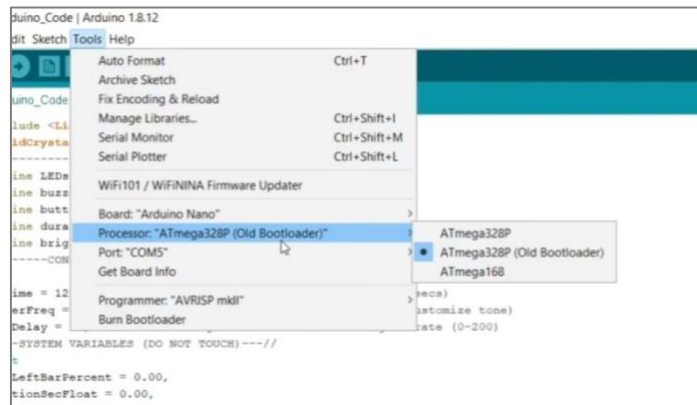 duino_Code | Arduino 1.8.12
dit Sketch Tools Help
Auto Format Ctrl+T
Archive Sketch
uino_Code
Fix Encoding & Reload
Manage Libraries... Ctrl+Shift+I
lude <Li
Serial Monitor Ctrl+Shift+M
idCrysta
Serial Plotter Ctrl+Shift+L
--------
ine LEDs
WiFi101 / WiFiNINA Firmware Updater
ine buzz
ine butt
Board: "Arduino Nano"
ine dura
Processor: "ATmega328P (Old Bootloader)" ATmega328P
ine brig
Port: "COM5" ATmega328P (Old Bootloader)
-----CON
Get Board Info ATmega168
ime = 12 secs)
Programmer: "AVRISP mkII"
erFreq = ustomize tone)
Burn Bootloader
Delay = rate (0-200)
-SYSTEM VARIABLES (DO NOT TOUCH)---//
t
LeftBarPercent = 0.00,
tionSecFloat = 0.00,